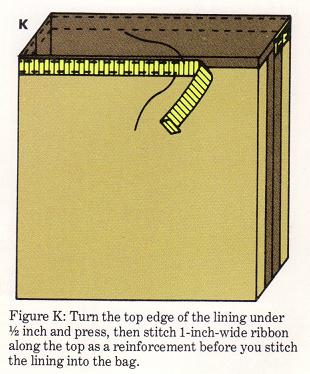 K
Figure K: Turn the top edge of the lining under
½ inch and press, then stitch 1-inch-wide ribbon
along the top as a reinforcement before you stitch
the lining into the bag.